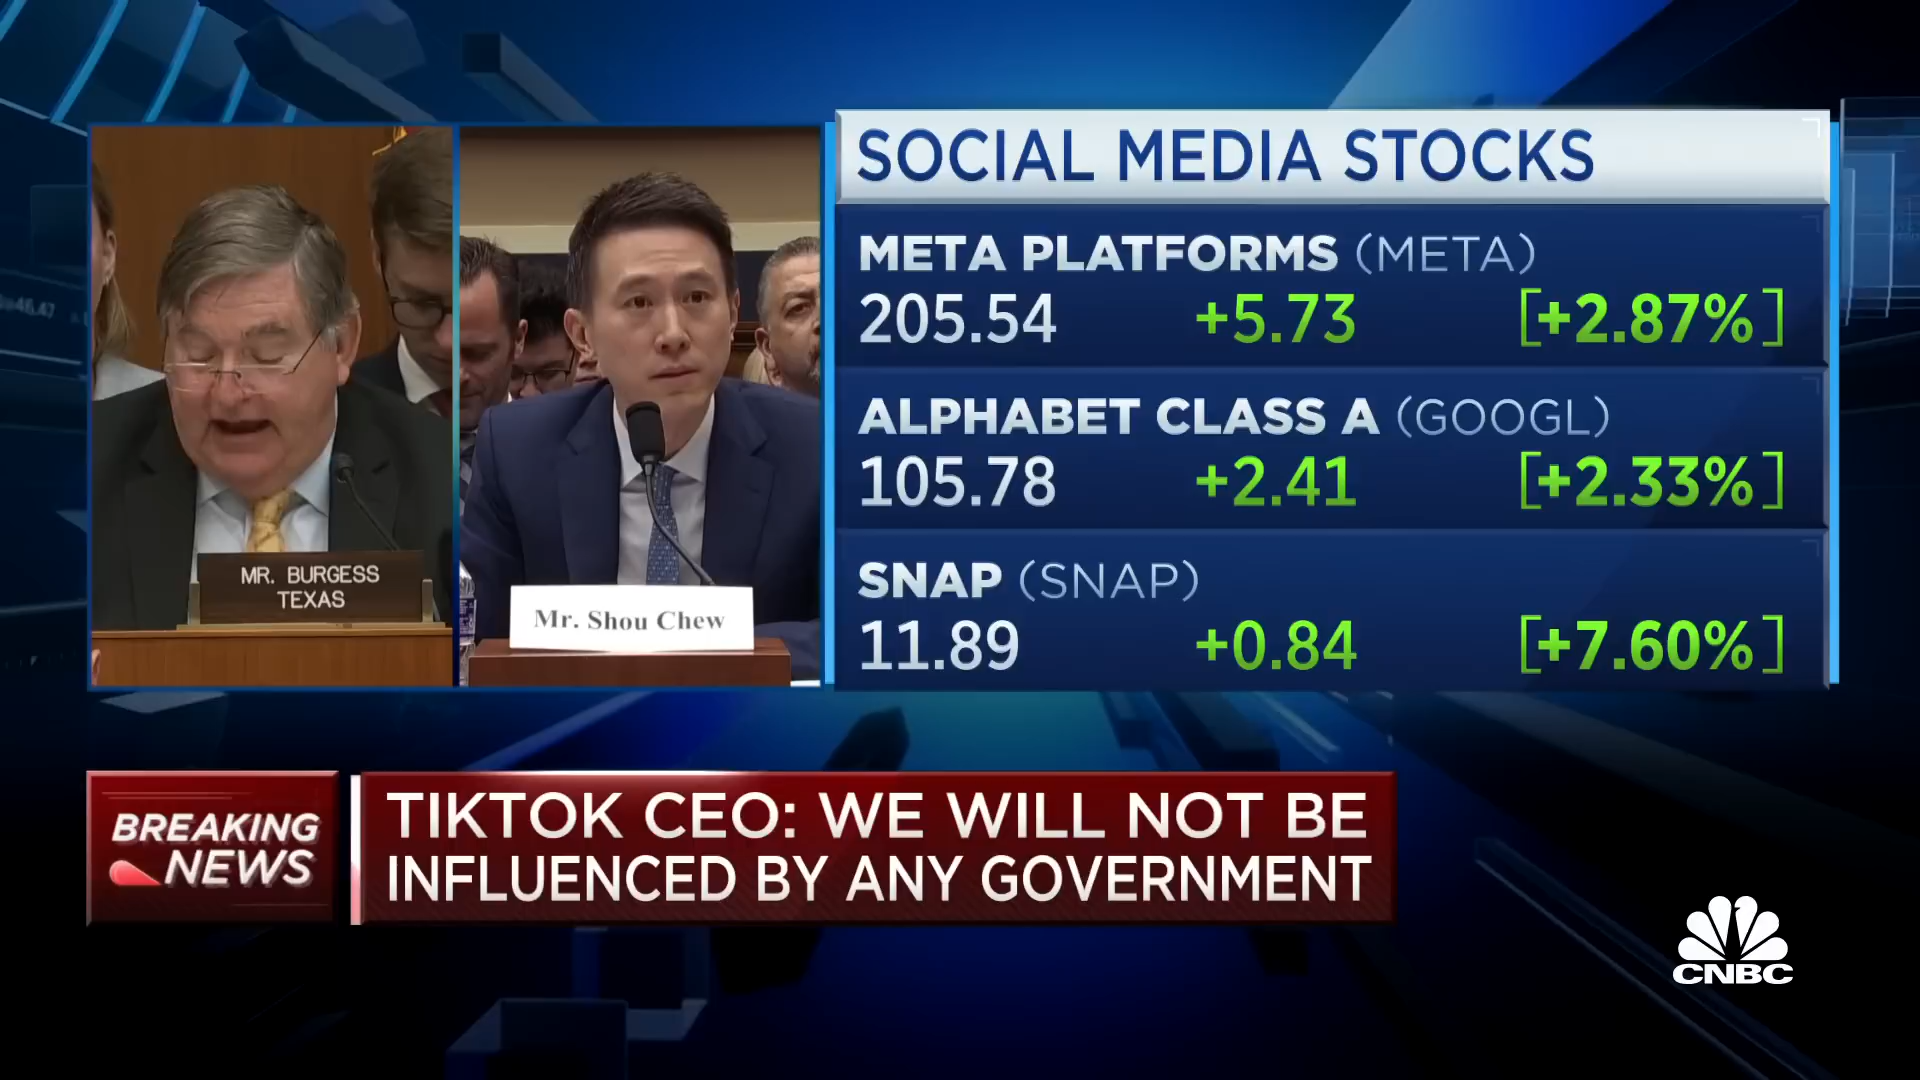 SOCIAL MEDIA STOCKS
META PLATFORMS (META)
205.54 +5.73 [+2.87%]
ALPHABET CLASS A (GOOGL)
105.78 +2.41 [+2.33%]
SNAP (SNAP)
11.89 +0.84 [+7.60%]
MR. BURGESS
TEXAS
Mr. Shou Chew
BREAKING
NEWS
TIKTOK CEO: WE WILL NOT BE
INFLUENCED BY ANY GOVERNMENT
CNBC